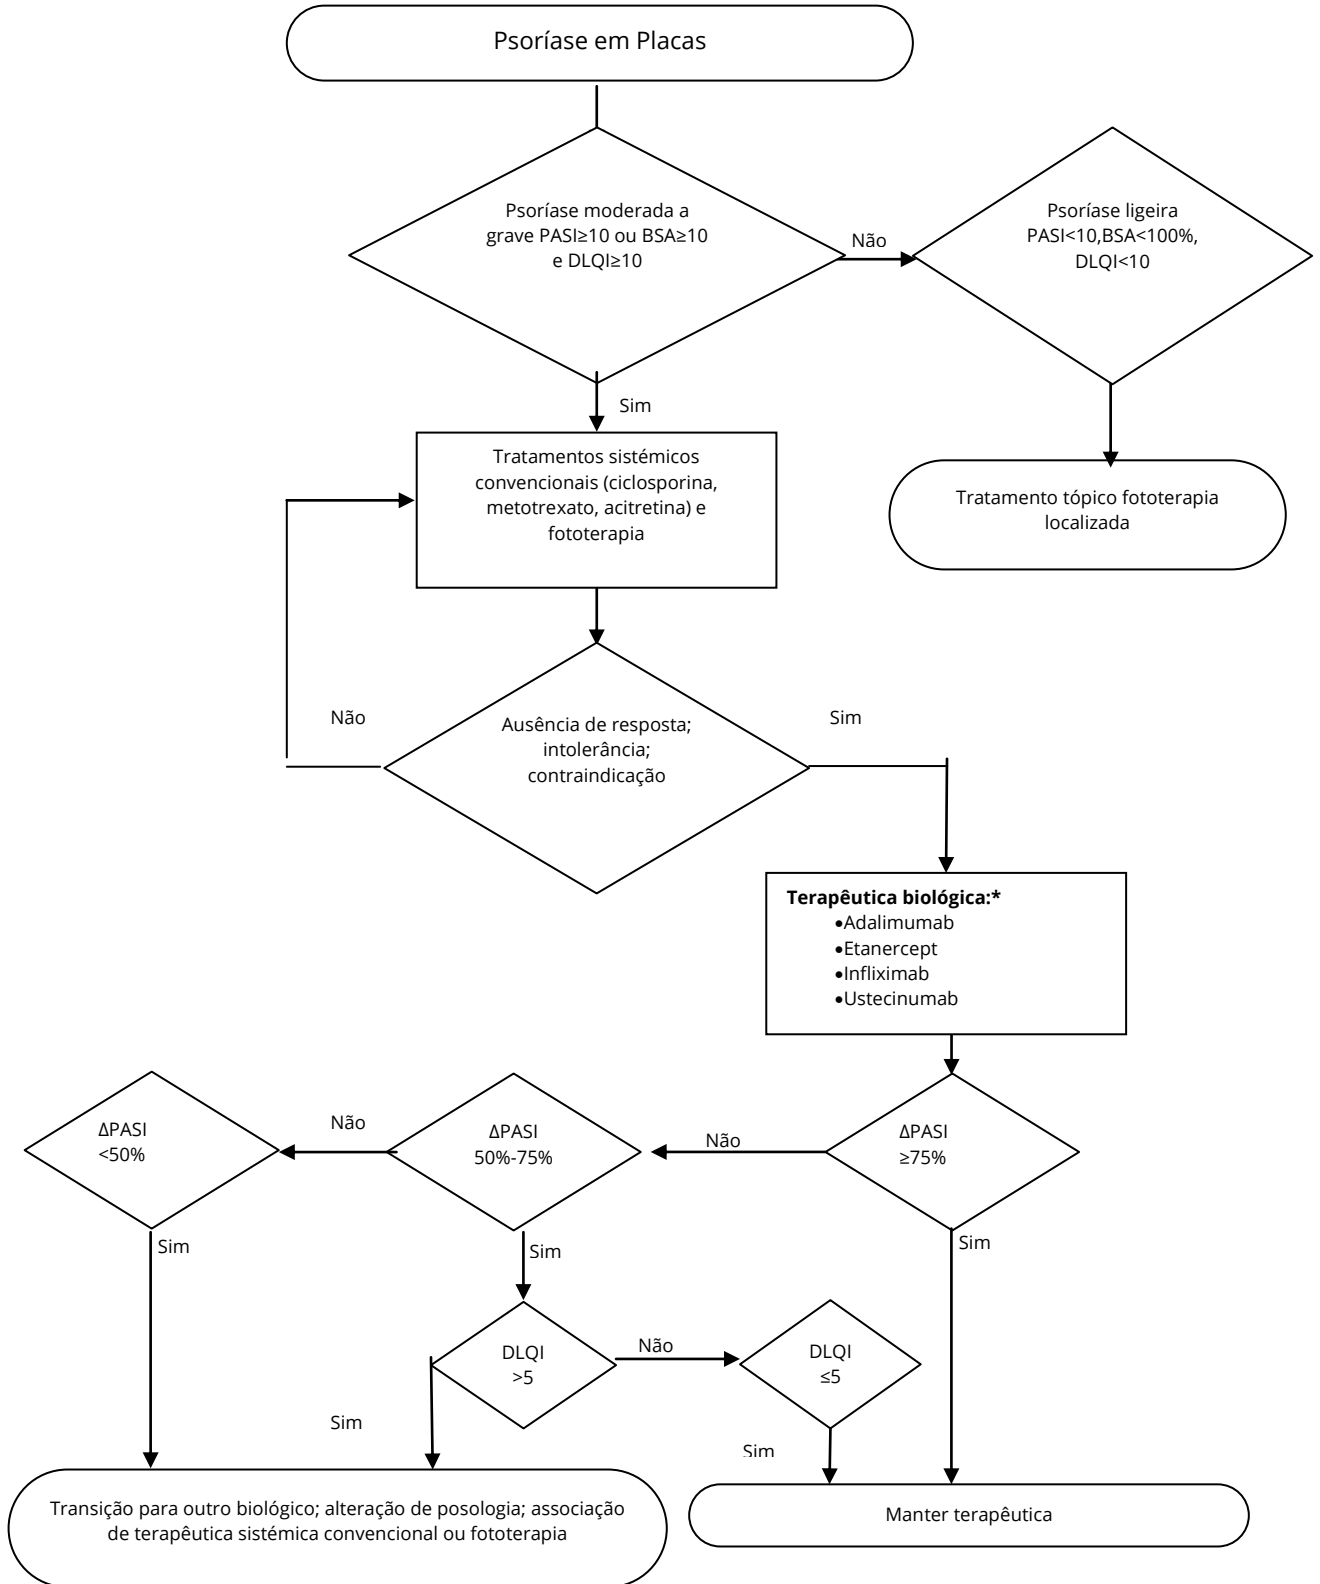 Psoríase em Placas
Psoríase moderada a
grave PASI≥10 ou BSA≥10
e DLQI≥10
Não
Psoríase ligeira
PASI<10,BSA<100%,
DLQI<10
Sim
Tratamentos sistémicos
convencionais (ciclosporina,
metotrexato, acitretina) e
fototerapia
Tratamento tópico fototerapia
localizada
Não
Ausência de resposta;
intolerância;
contraindicação
Sim
Terapêutica biológica:*
•Adalimumab
•Etanercept
•Infliximab
•Ustecinumab
ΔPASI
<50%
Não
ΔPASI
50%-75%
Não
ΔPASI
≥75%
Sim
Sim
Sim
DLQI
>5
Não
DLQI
≤5
Sim
Sim
Transição para outro biológico; alteração de posologia; associação
de terapêutica sistémica convencional ou fototerapia
Manter terapêutica